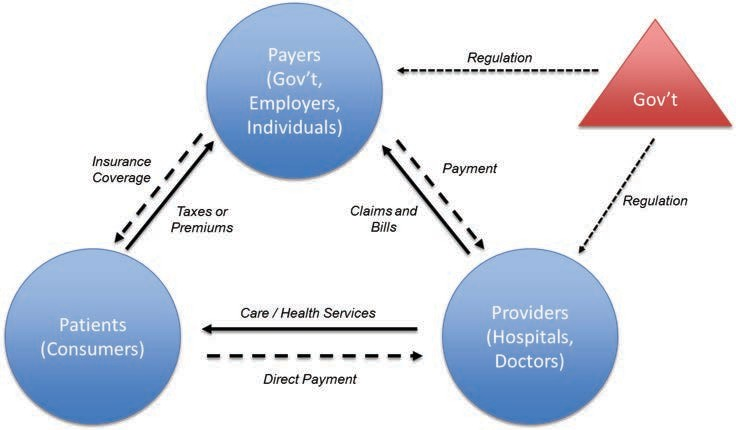 Payers
(Gov't,
Employers,
Individuals)
Regulation
Gov't
Insurance
Coverage
Taxes or
Premiums
Payment
Claims and
Bills
Regulation
Patients
(Consumers)
Care / Health Services
Direct Payment
Providers
(Hospitals,
Doctors)